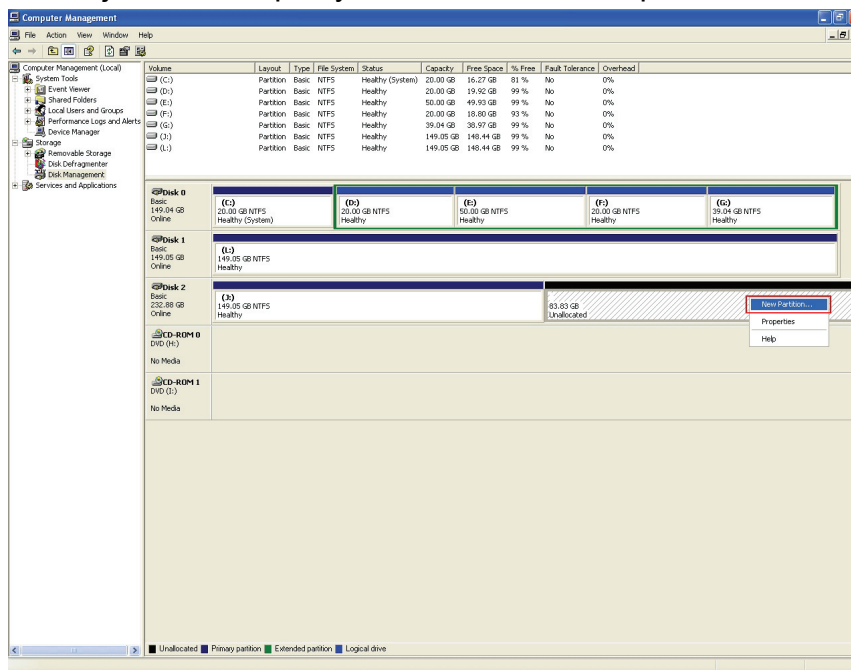 Computer Management
File Action View Window Help
Computer Management (Local)
System Tools
Event Viewer
Shared Folders
Local Users and Groups
Performance Logs and Alerts
Device Manager
Storage
Removable Storage
Disk Defragmenter
Disk Management
Services and Applications
Volume Layout Type File System Status Capacity Free Space % Free Fault Tolerance Overhead
(C:) Partition Basic NTFS Healthy (System) 20.00 GB 16.27 GB 81 % No 0%
(D:) Partition Basic NTFS Healthy 20.00 GB 19.92 GB 99 % No 0%
(E:) Partition Basic NTFS Healthy 50.00 GB 49.93 GB 99 % No 0%
(F:) Partition Basic NTFS Healthy 20.00 GB 18.80 GB 93 % No 0%
(G:) Partition Basic NTFS Healthy 39.04 GB 38.97 GB 99 % No 0%
(J:) Partition Basic NTFS Healthy 149.05 GB 148.44 GB 99 % No 0%
(L:) Partition Basic NTFS Healthy 149.05 GB 148.44 GB 99 % No 0%
Disk 0
Basic
149.04 GB
Online
(C:)
20.00 GB NTFS
Healthy (System)
(D:)
20.00 GB NTFS
Healthy
(E:)
50.00 GB NTFS
Healthy
(F:)
20.00 GB NTFS
Healthy
(G:)
39.04 GB NTFS
Healthy
Disk 1
Basic
149.05 GB
Online
(L:)
149.05 GB NTFS
Healthy
Disk 2
Basic
232.88 GB
Online
(J:)
149.05 GB NTFS
Healthy
83.83 GB
Unallocated
New Partition...
Properties
Help
CD-ROM 0
DVD (H:)
No Media
CD-ROM 1
DVD (I:)
No Media
Unallocated Primary partition Extended partition Logical drive